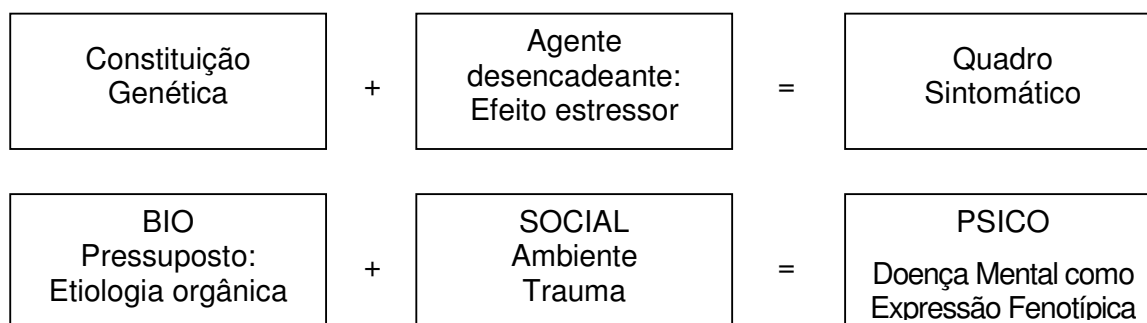 Constituição
Genética
+
Agente
desencadeante:
Efeito estressor
=
Quadro
Sintomático
BIO
Pressuposto:
Etiologia orgânica
+
SOCIAL
Ambiente
Trauma
=
PSICO
Doença Mental como
Expressão Fenotípica